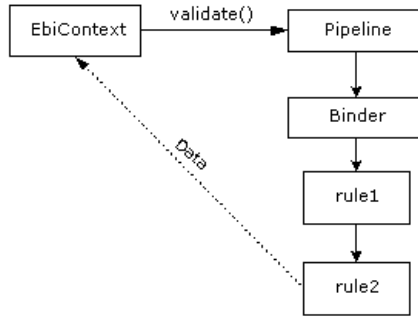 EbiContext
validate()
Pipeline
Binder
Data
rule1
rule2